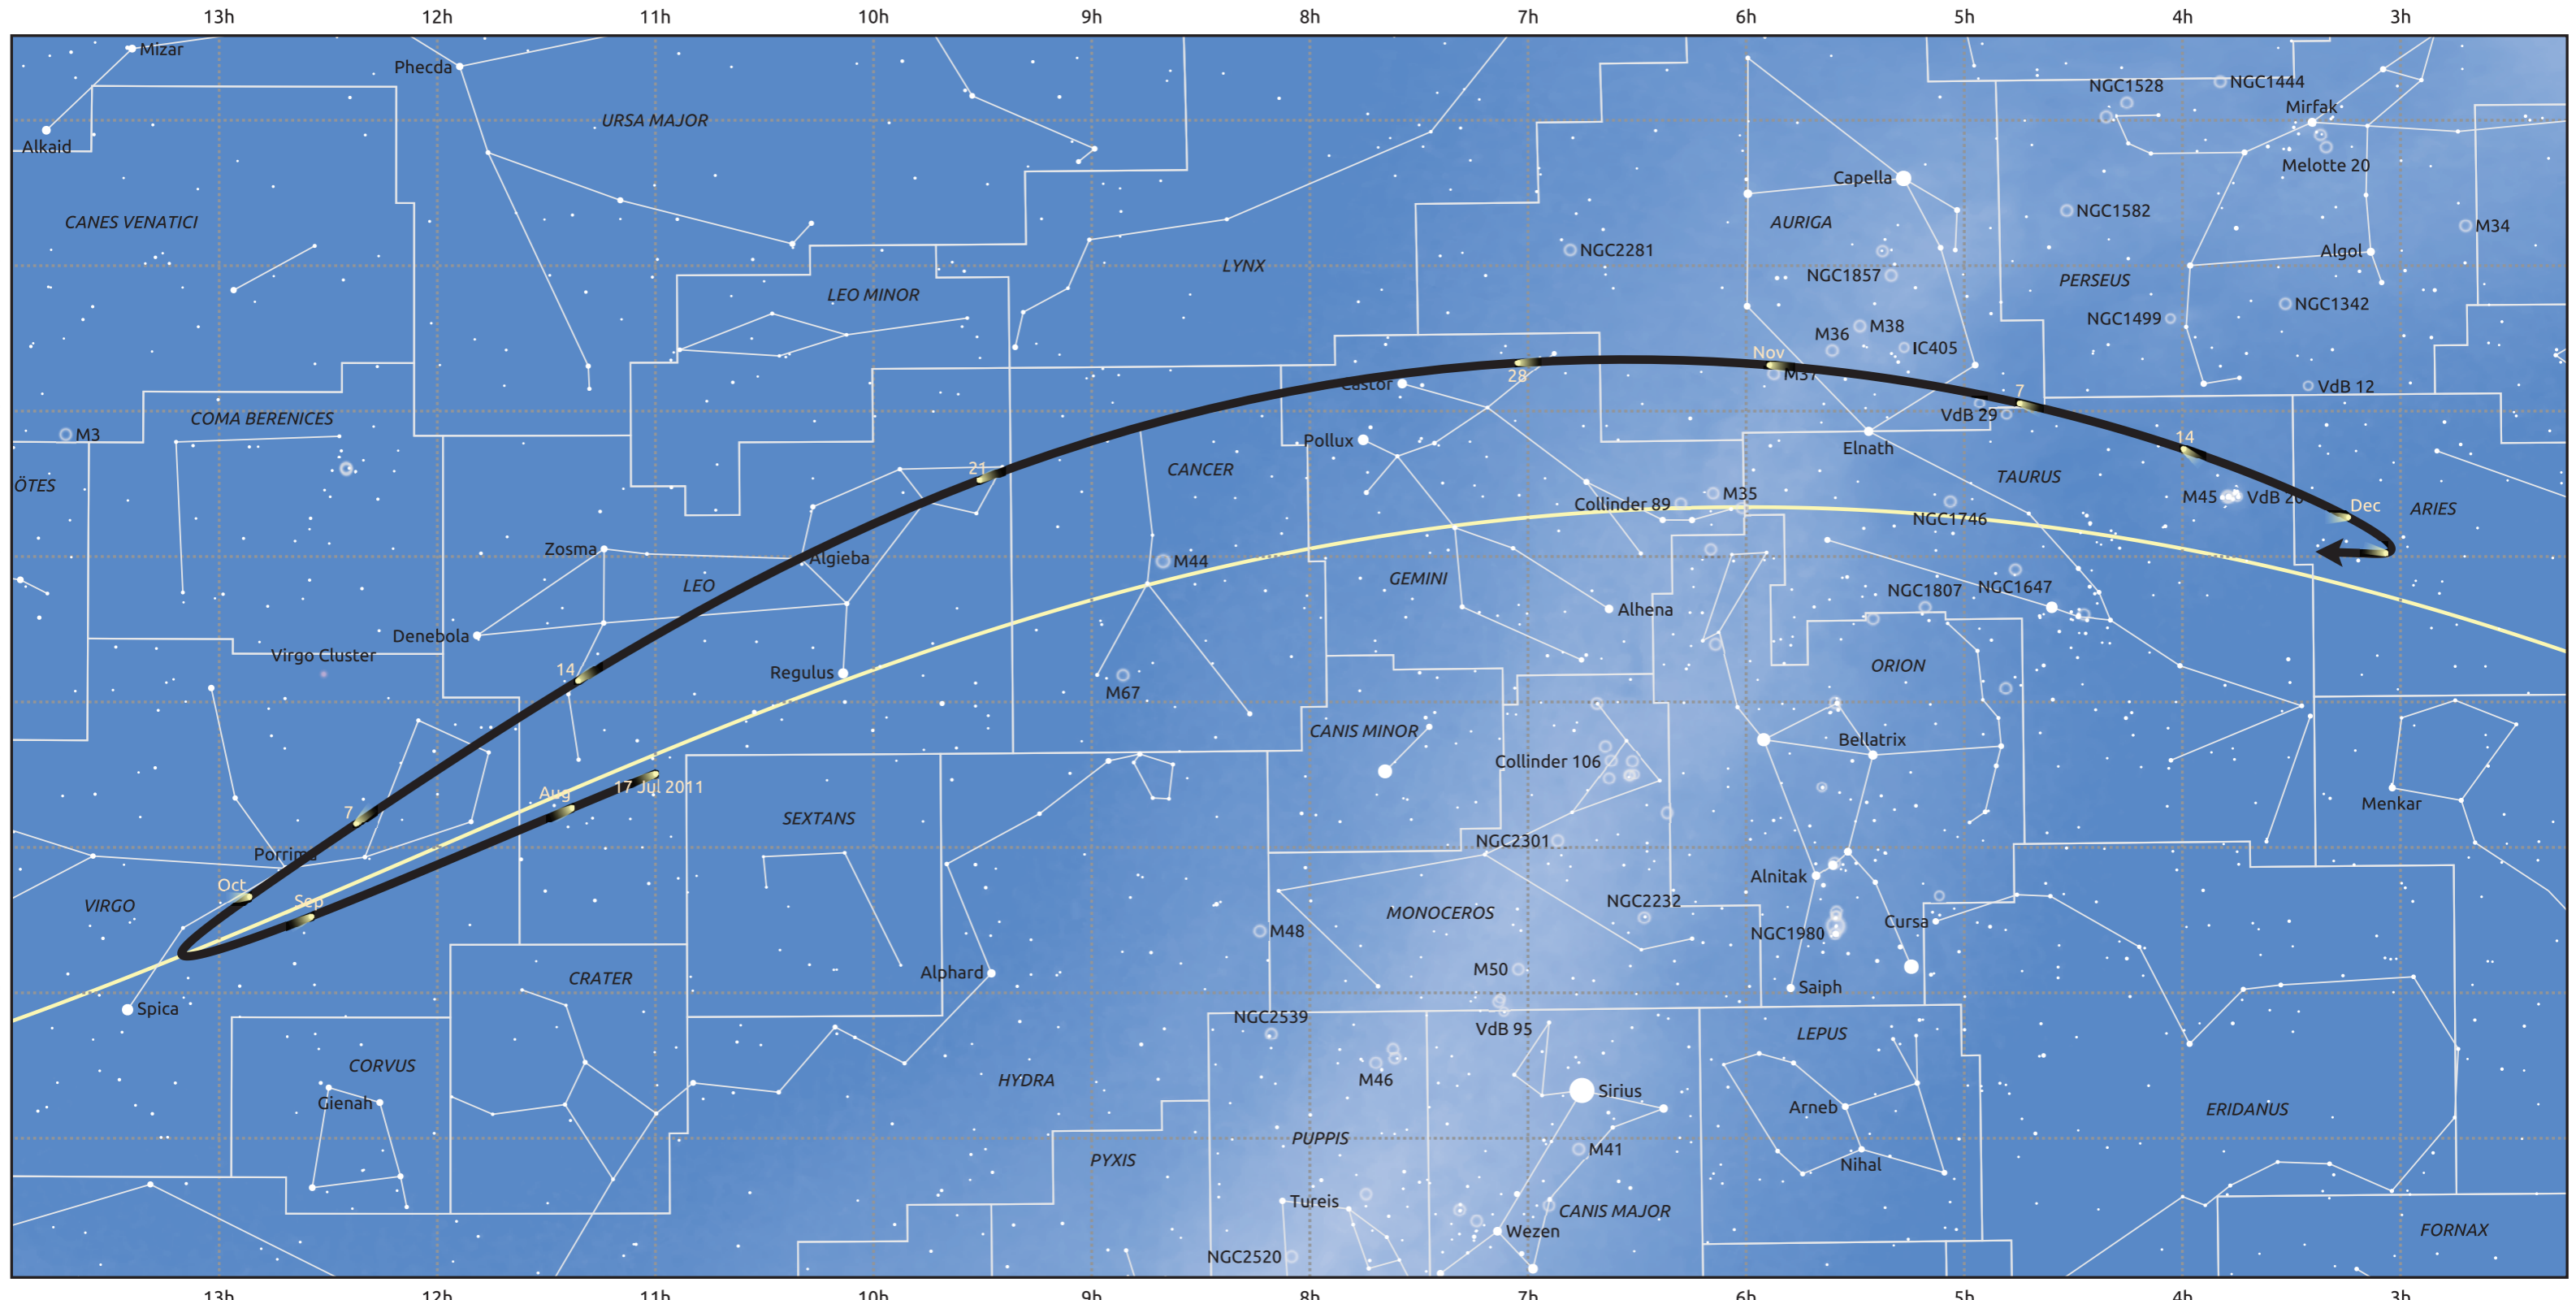 13h 12h 11h 10h 9h 8h 7h 6h 5h 4h 3h
Mizar
Phecda
Alkaid
URSA MAJOR
NGC1528
NGC1444
Mirfak
Melotte 20
Capella
CANES VENATICI
AURIGA
NGC1582
M34
NGC2281
Algol
LYNX
NGC1857
PERSEUS
LEO MINOR
NGC1342
NGC1499
M38
M36
IC405
Nov
M37
28
Castor
VdB 12
7
VdB 29
COMA BERENICES
M3
14
Pollux
Elnath
CANCER
21
TAURUS
ÖTES
M35
M45
VdB 20
Collinder 89
Dec
ARIES
NGC1746
Zosma
Algieba
M44
LEO
GEMINI
NGC1807
NGC1647
Alhena
Denebola
Virgo Cluster
14
Regulus
ORION
M67
CANIS MINOR
Bellatrix
Collinder 106
17 Jul 2011
Aug
Menkar
7
SEXTANS
NGC2301
Porrima
Alnitak
Oct
Sep
VIRGO
NGC2232
MONOCEROS
Cursa
M48
NGC1980
M50
Alphard
CRATER
Saiph
Spica
NGC2539
VdB 95
LEPUS
CORVUS
M46
HYDRA
Sirius
Gienah
Arneb
ERIDANUS
PUPPIS
M41
PYXIS
Nihal
Tureis
CANIS MAJOR
Wezen
FORNAX
NGC2520
13h 12h 11h 10h 9h 8h 7h 6h 5h 4h 3h